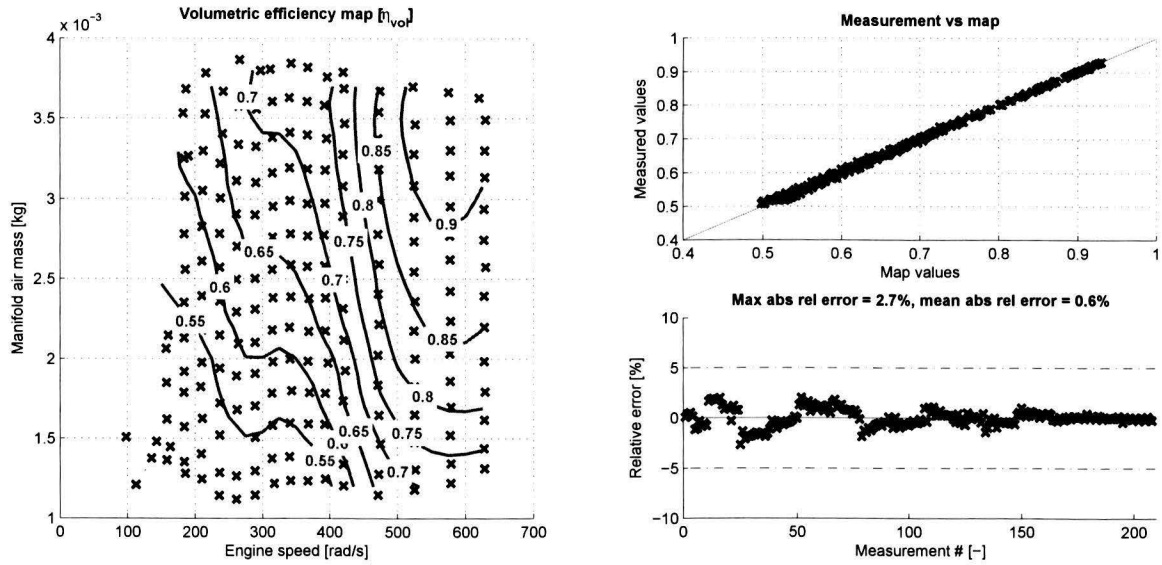 Volumetric efficiency map [η_vol]
x 10⁻³
4
3.5
3
2.5
2
1.5
1
Manifold air mass [kg]
0 100 200 300 400 500 600 700
Engine speed [rad/s]
0.7
0.85
0.8
0.9
0.65
0.75
0.6
0.7
0.55
0.85
0.8
0.65
0.75
0.55
0.7
Measurement vs map
1
0.9
0.8
0.7
0.6
0.5
0.4
Measured values
0.4 0.5 0.6 0.7 0.8 0.9 1
Map values
Max abs rel error = 2.7%, mean abs rel error = 0.6%
10
5
0
−5
−10
Relative error [%]
0 50 100 150 200
Measurement # [−]